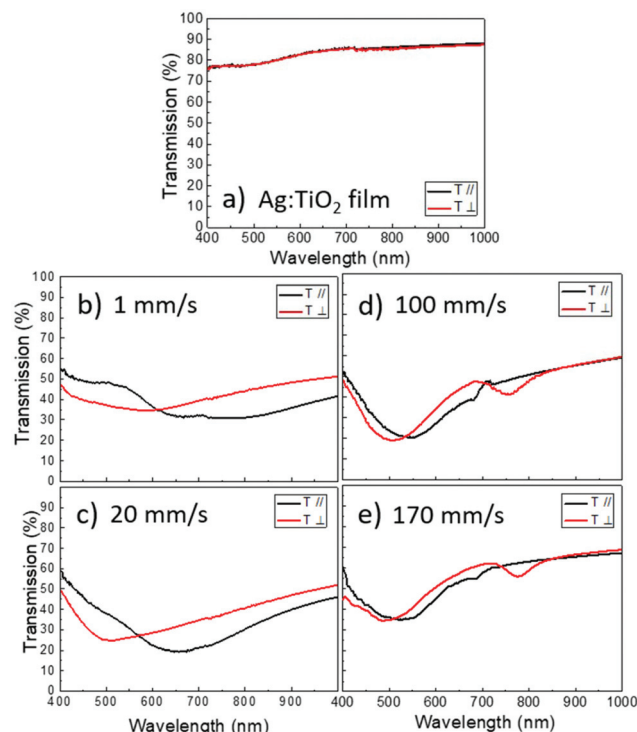 100
90
80
70
60
50
40
30
20
10
0
Transmission (%)
a) Ag:TiO₂ film
T //
T ⊥
400 500 600 700 800 900 1000
Wavelength (nm)
100
90
80
70
60
50
40
30
20
10
0
Transmission (%)
b) 1 mm/s
T //
T ⊥
d) 100 mm/s
T //
T ⊥
100
90
80
70
60
50
40
30
20
10
0
Transmission (%)
c) 20 mm/s
T //
T ⊥
400 500 600 700 800 900
Wavelength (nm)
e) 170 mm/s
T //
T ⊥
400 500 600 700 800 900 1000
Wavelength (nm)